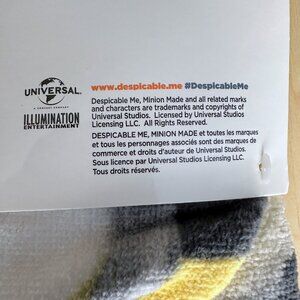 UNIVERSAL
A COMCAST COMPANY
ILLUMINATION
ENTERTAINMENT
www.despicable.me #DespicableMe
Despicable Me, Minion Made and all related marks
and characters are trademarks and copyrights of
Universal Studios. Licensed by Universal Studios
Licensing LLC. All Rights Reserved.
DESPICABLE ME, MINION MADE et toutes les marques
et tous les personnages associés sont des marques de
commerce et droits d'auteur de Universal Studios.
Sous licence par Universal Studios Licensing LLC.
Tous droits réservés.